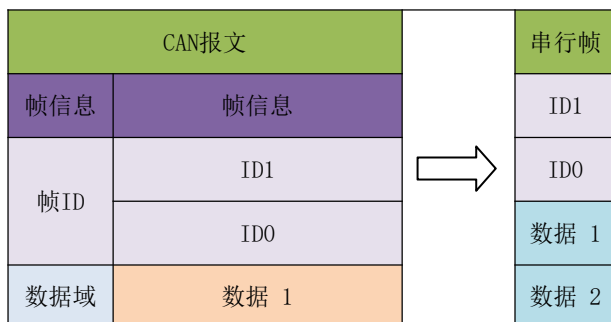 CAN报文 串行帧
帧信息 帧信息 ID1
帧ID ID1 ID0
ID0 数据 1
数据域 数据 1 数据 2